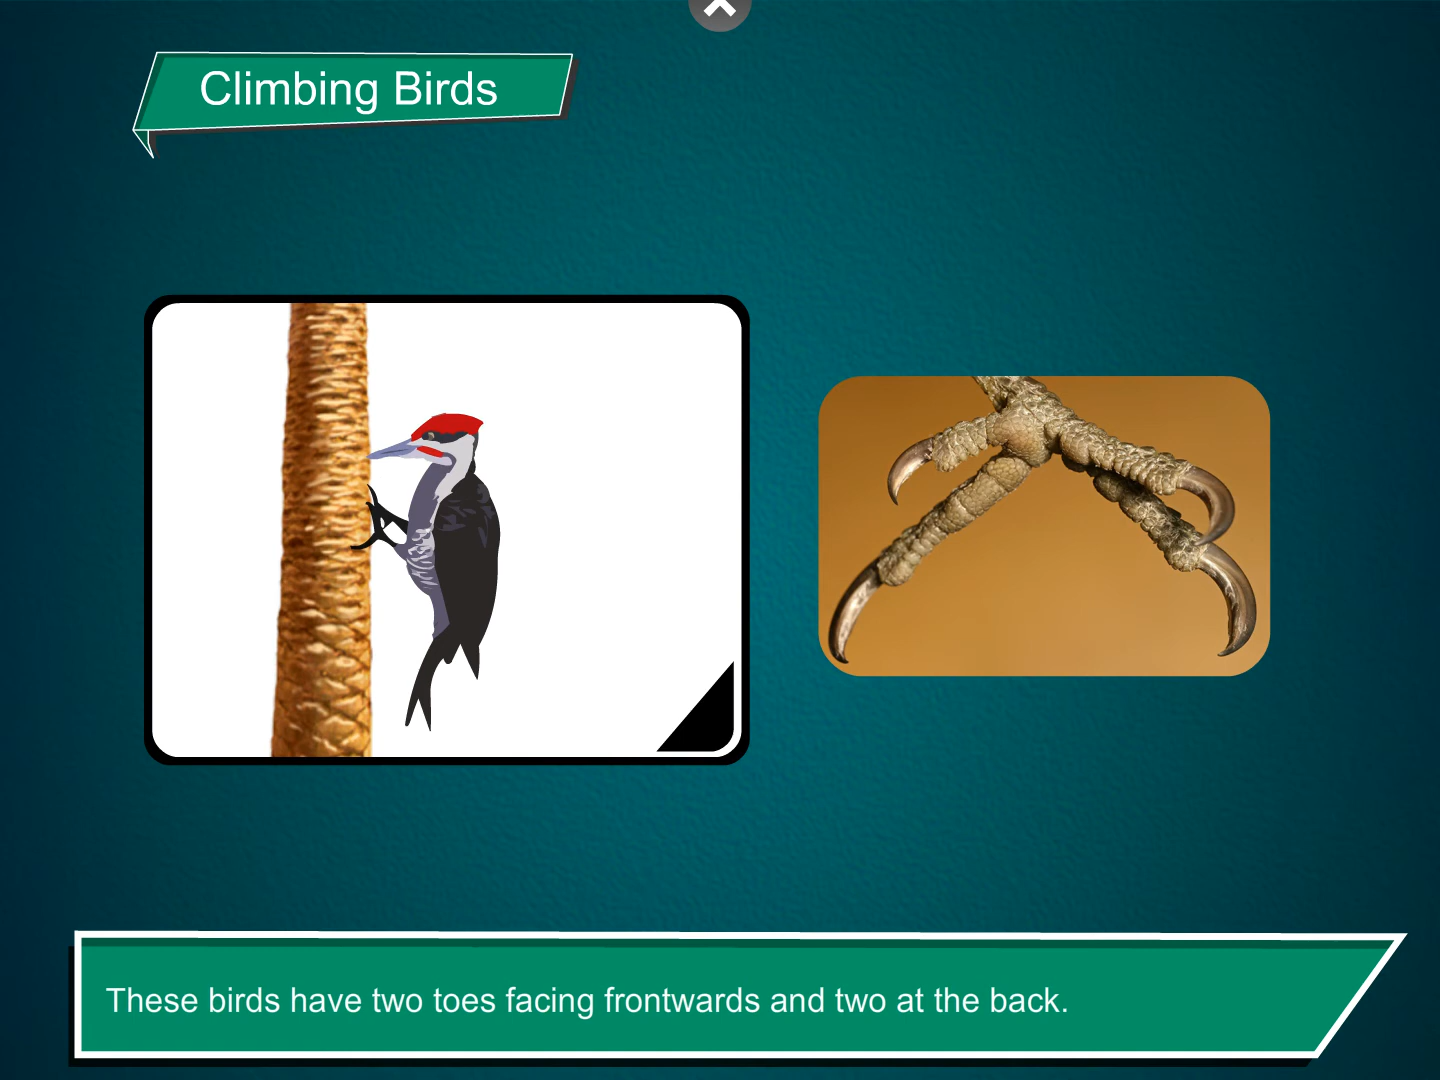 Climbing Birds
These birds have two toes facing frontwards and two at the back.